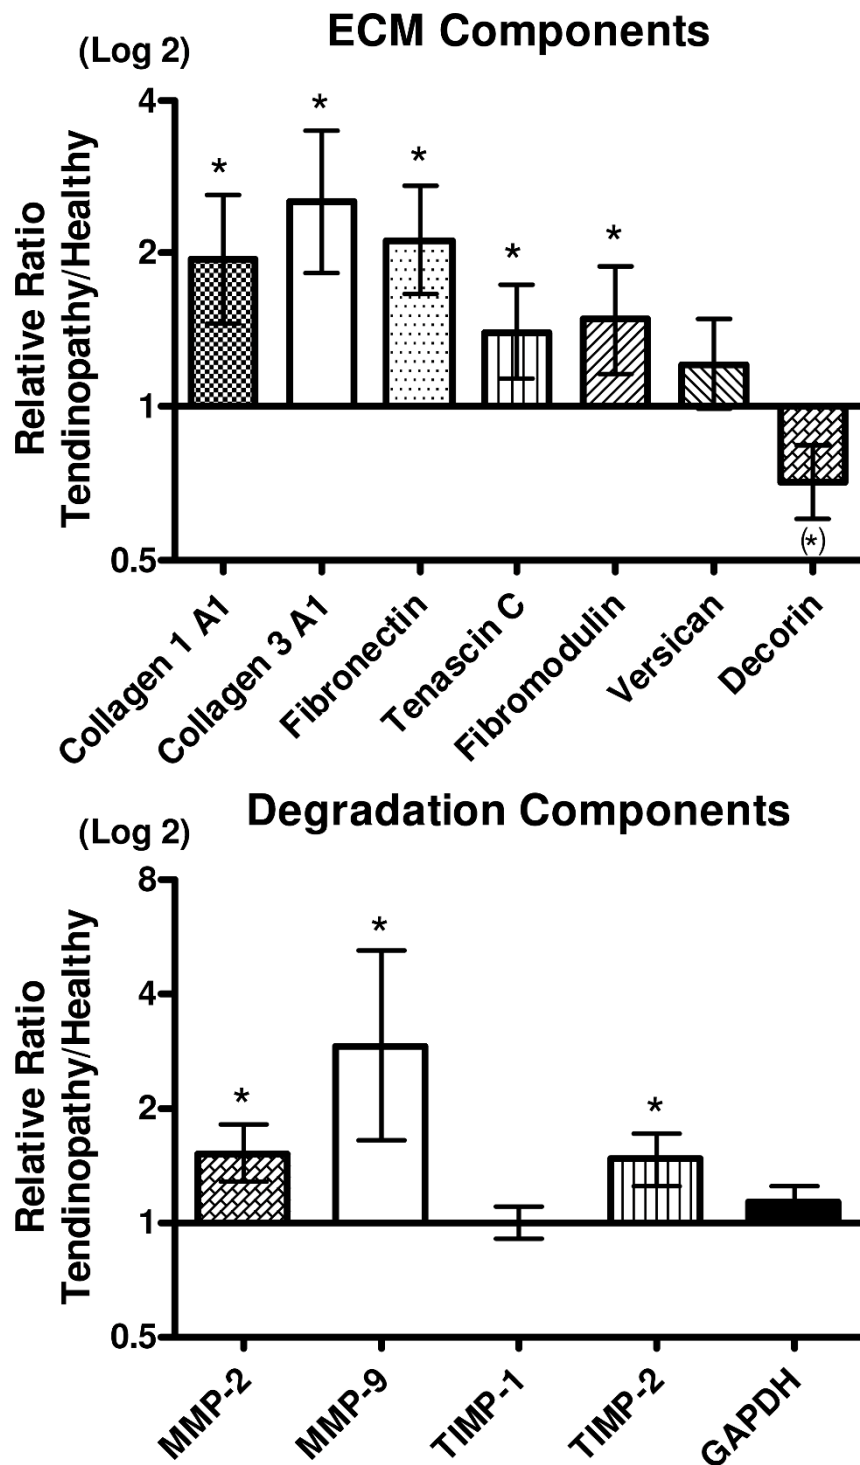 ECM Components
(Log 2)
Relative Ratio
Tendinopathy/Healthy
4
2
1
0.5
*
*
*
*
*
(*)
Collagen 1 A1
Collagen 3 A1
Fibronectin
Tenascin C
Fibromodulin
Versican
Decorin
Degradation Components
(Log 2)
Relative Ratio
Tendinopathy/Healthy
8
4
2
1
0.5
*
*
*
MMP-2
MMP-9
TIMP-1
TIMP-2
GAPDH